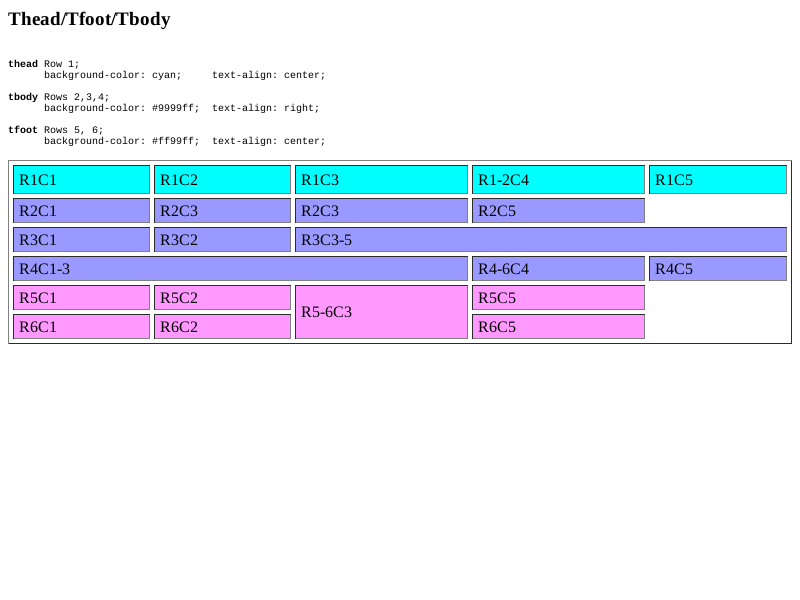 Thead/Tfoot/Tbody
thead Row 1;
background-color: cyan; text-align: center;
tbody Rows 2,3,4;
background-color: #9999ff; text-align: right;
tfoot Rows 5, 6;
background-color: #ff99ff; text-align: center;
R1C1 R1C2 R1C3 R1-2C4 R1C5
R2C1 R2C3 R2C3 R2C5
R3C1 R3C2 R3C3-5
R4C1-3 R4-6C4 R4C5
R5C1 R5C2 R5-6C3 R5C5
R6C1 R6C2 R6C5